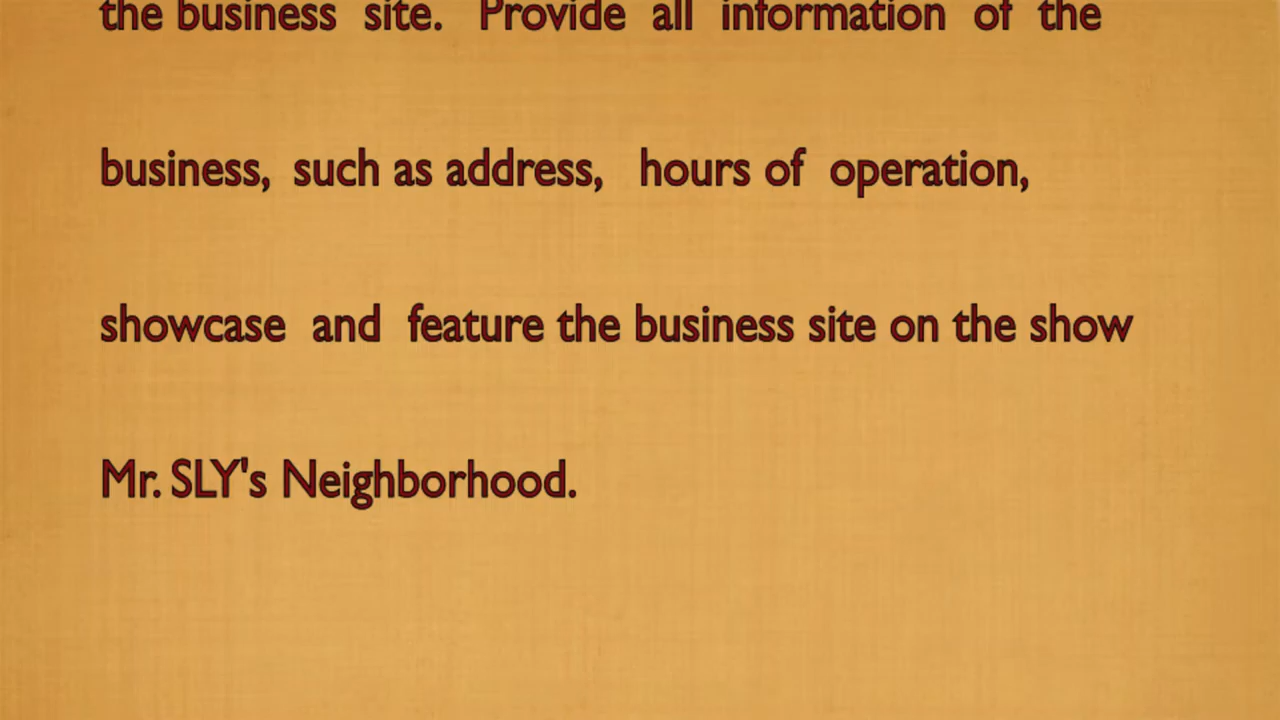 the business site. Provide all information of the
business, such as address, hours of operation,
showcase and feature the business site on the show
Mr. SLY's Neighborhood.